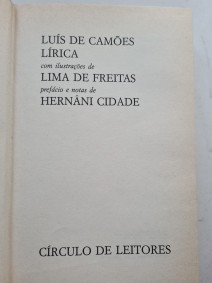 LUÍS DE CAMÕES
LÍRICA
com ilustrações de
LIMA DE FREITAS
prefácio e notas de
HERNÂNI CIDADE
CÍRCULO DE LEITORES